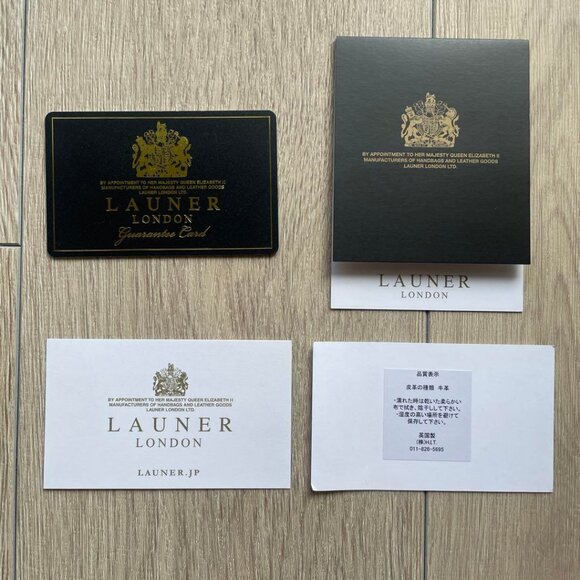 BY APPOINTMENT TO HER MAJESTY QUEEN ELIZABETH II
MANUFACTURERS OF HANDBAGS AND LEATHER GOODS
LAUNER LONDON LTD.
LAUNER
LONDON
Guarantee Card
BY APPOINTMENT TO HER MAJESTY QUEEN ELIZABETH II
MANUFACTURERS OF HANDBAGS AND LEATHER GOODS
LAUNER LONDON LTD.
LAUNER
LONDON
BY APPOINTMENT TO HER MAJESTY QUEEN ELIZABETH II
MANUFACTURERS OF HANDBAGS AND LEATHER GOODS
LAUNER LONDON LTD.
LAUNER
LONDON
LAUNER.JP
品質表示
皮革の種類 牛革
・濡れた時は乾いた柔らかい
布で拭き、陰干しして下さい。
・湿度の高い場所を避けて
保存して下さい。
英国製
(株)H.I.T.
011-826-5695